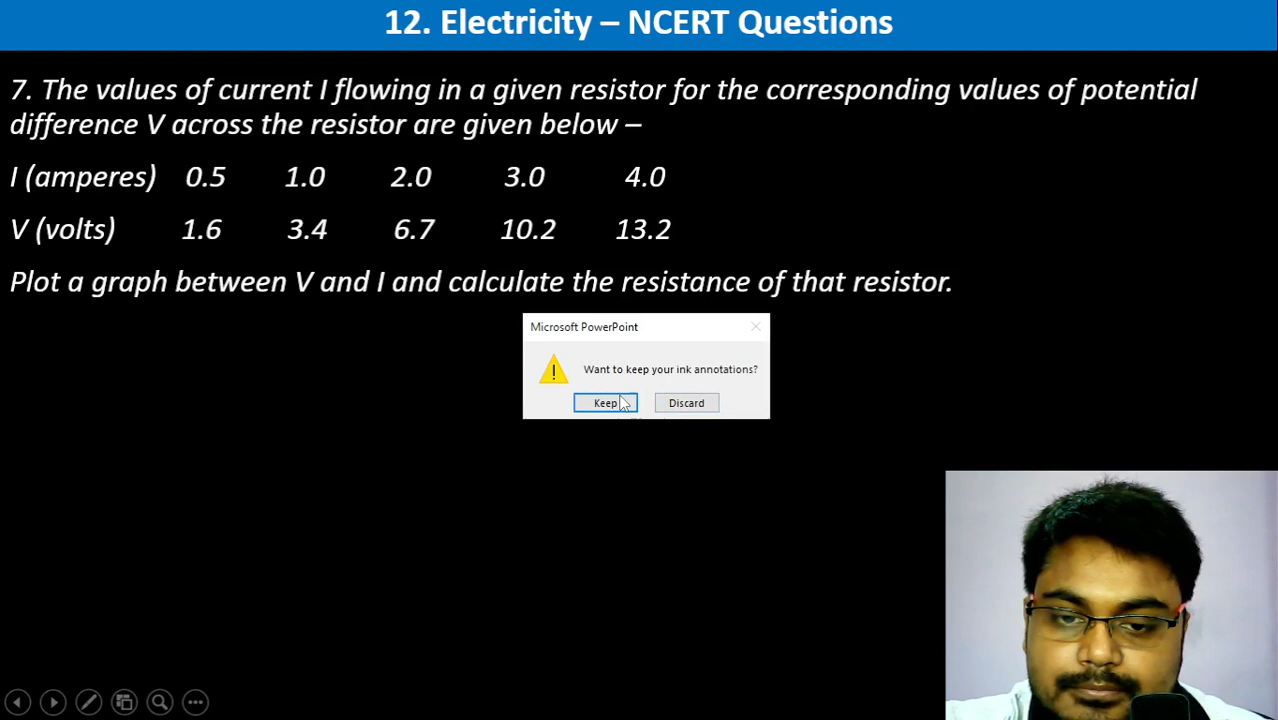 12. Electricity – NCERT Questions
7. The values of current I flowing in a given resistor for the corresponding values of potential
difference V across the resistor are given below –
I (amperes) 0.5 1.0 2.0 3.0 4.0
V (volts) 1.6 3.4 6.7 10.2 13.2
Plot a graph between V and I and calculate the resistance of that resistor.
Microsoft PowerPoint
Want to keep your ink annotations?
Keep Discard